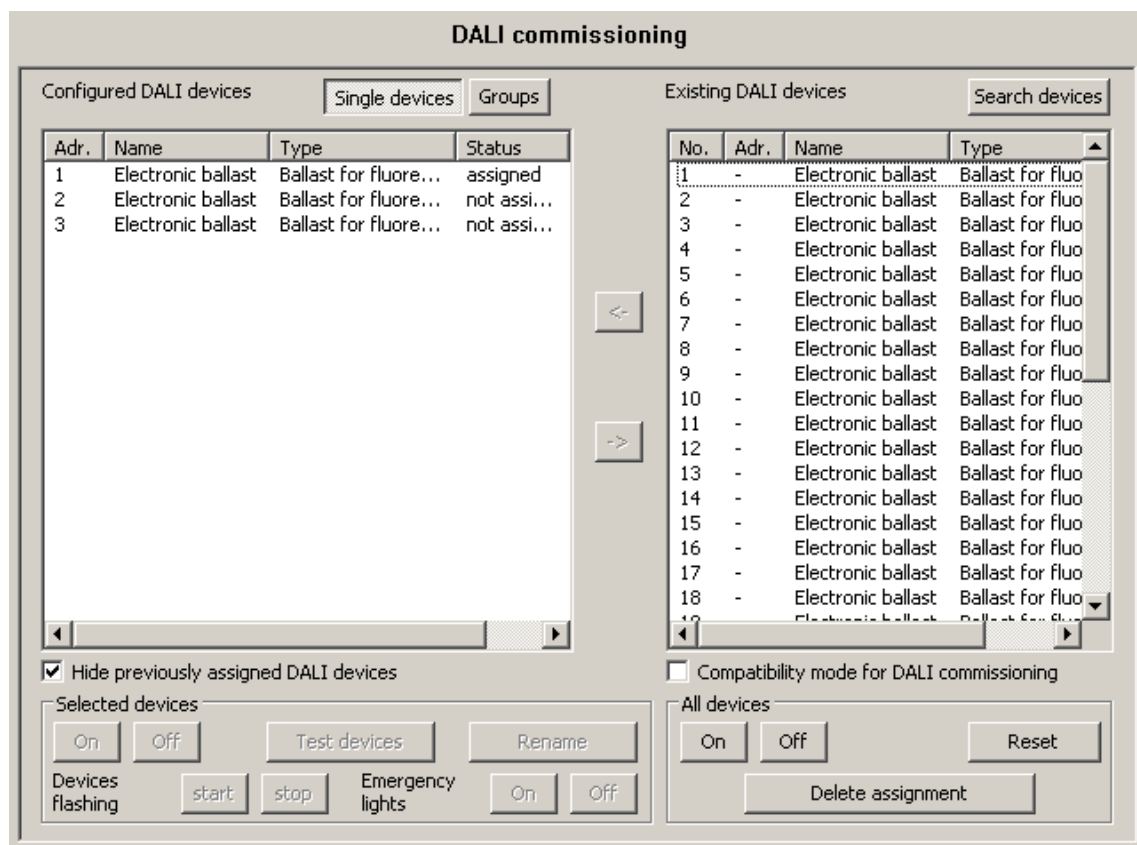 DALI commissioning
Configured DALI devices
Single devices
Groups
Adr. Name Type Status
1 Electronic ballast Ballast for fluore... assigned
2 Electronic ballast Ballast for fluore... not assi...
3 Electronic ballast Ballast for fluore... not assi...
<-
->
Existing DALI devices
Search devices
No. Adr. Name Type
1 - Electronic ballast Ballast for fluo
2 - Electronic ballast Ballast for fluo
3 - Electronic ballast Ballast for fluo
4 - Electronic ballast Ballast for fluo
5 - Electronic ballast Ballast for fluo
6 - Electronic ballast Ballast for fluo
7 - Electronic ballast Ballast for fluo
8 - Electronic ballast Ballast for fluo
9 - Electronic ballast Ballast for fluo
10 - Electronic ballast Ballast for fluo
11 - Electronic ballast Ballast for fluo
12 - Electronic ballast Ballast for fluo
13 - Electronic ballast Ballast for fluo
14 - Electronic ballast Ballast for fluo
15 - Electronic ballast Ballast for fluo
16 - Electronic ballast Ballast for fluo
17 - Electronic ballast Ballast for fluo
18 - Electronic ballast Ballast for fluo
Hide previously assigned DALI devices
Compatibility mode for DALI commissioning
Selected devices
On Off Test devices Rename
Devices flashing start stop Emergency lights On Off
All devices
On Off Reset
Delete assignment